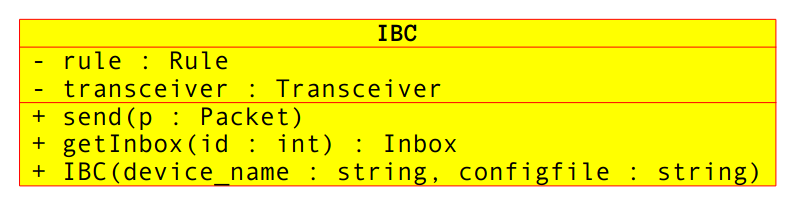 IBC
- rule : Rule
- transceiver : Transceiver
+ send(p : Packet)
+ getInbox(id : int) : Inbox
+ IBC(device_name : string, configfile : string)